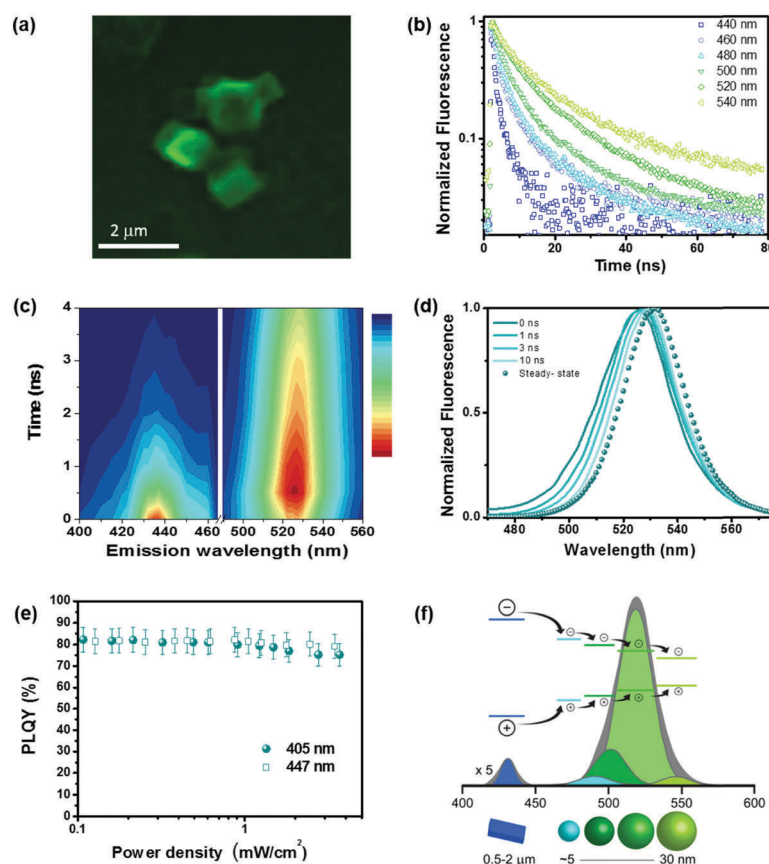 (a)
2 μm
(b)
Normalized Fluorescence
1
0.1
0 20 40 60 80
Time (ns)
440 nm
460 nm
480 nm
500 nm
520 nm
540 nm
(c)
Time (ns)
4
3
2
1
0
400 420 440 460 500 520 540 560
Emission wavelength (nm)
(d)
Normalized Fluorescence
1.0
0.5
0.0
0 ns
1 ns
3 ns
10 ns
Steady- state
480 500 520 540 560
Wavelength (nm)
(e)
PLQY (%)
100
90
80
70
60
50
40
30
20
10
0
405 nm
447 nm
0.1 1
Power density (mW/cm²)
(f)
x 5
400 450 500 550 600
0.5-2 μm ~5 30 nm